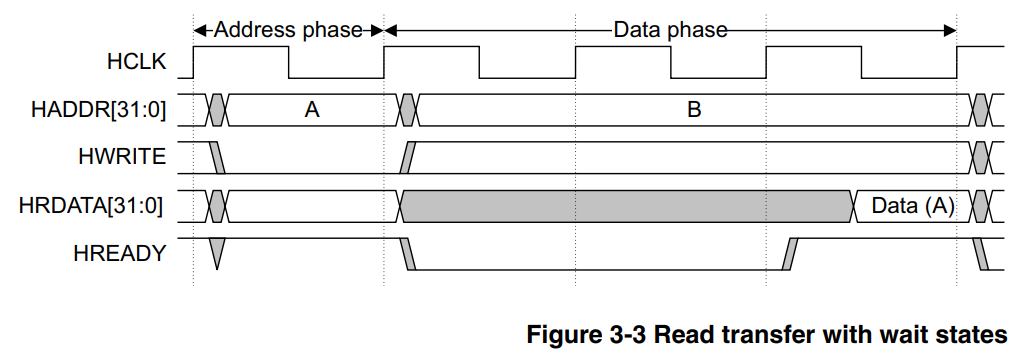 Address phase Data phase
HCLK
HADDR[31:0] A B
HWRITE
HRDATA[31:0] Data (A)
HREADY
Figure 3-3 Read transfer with wait states